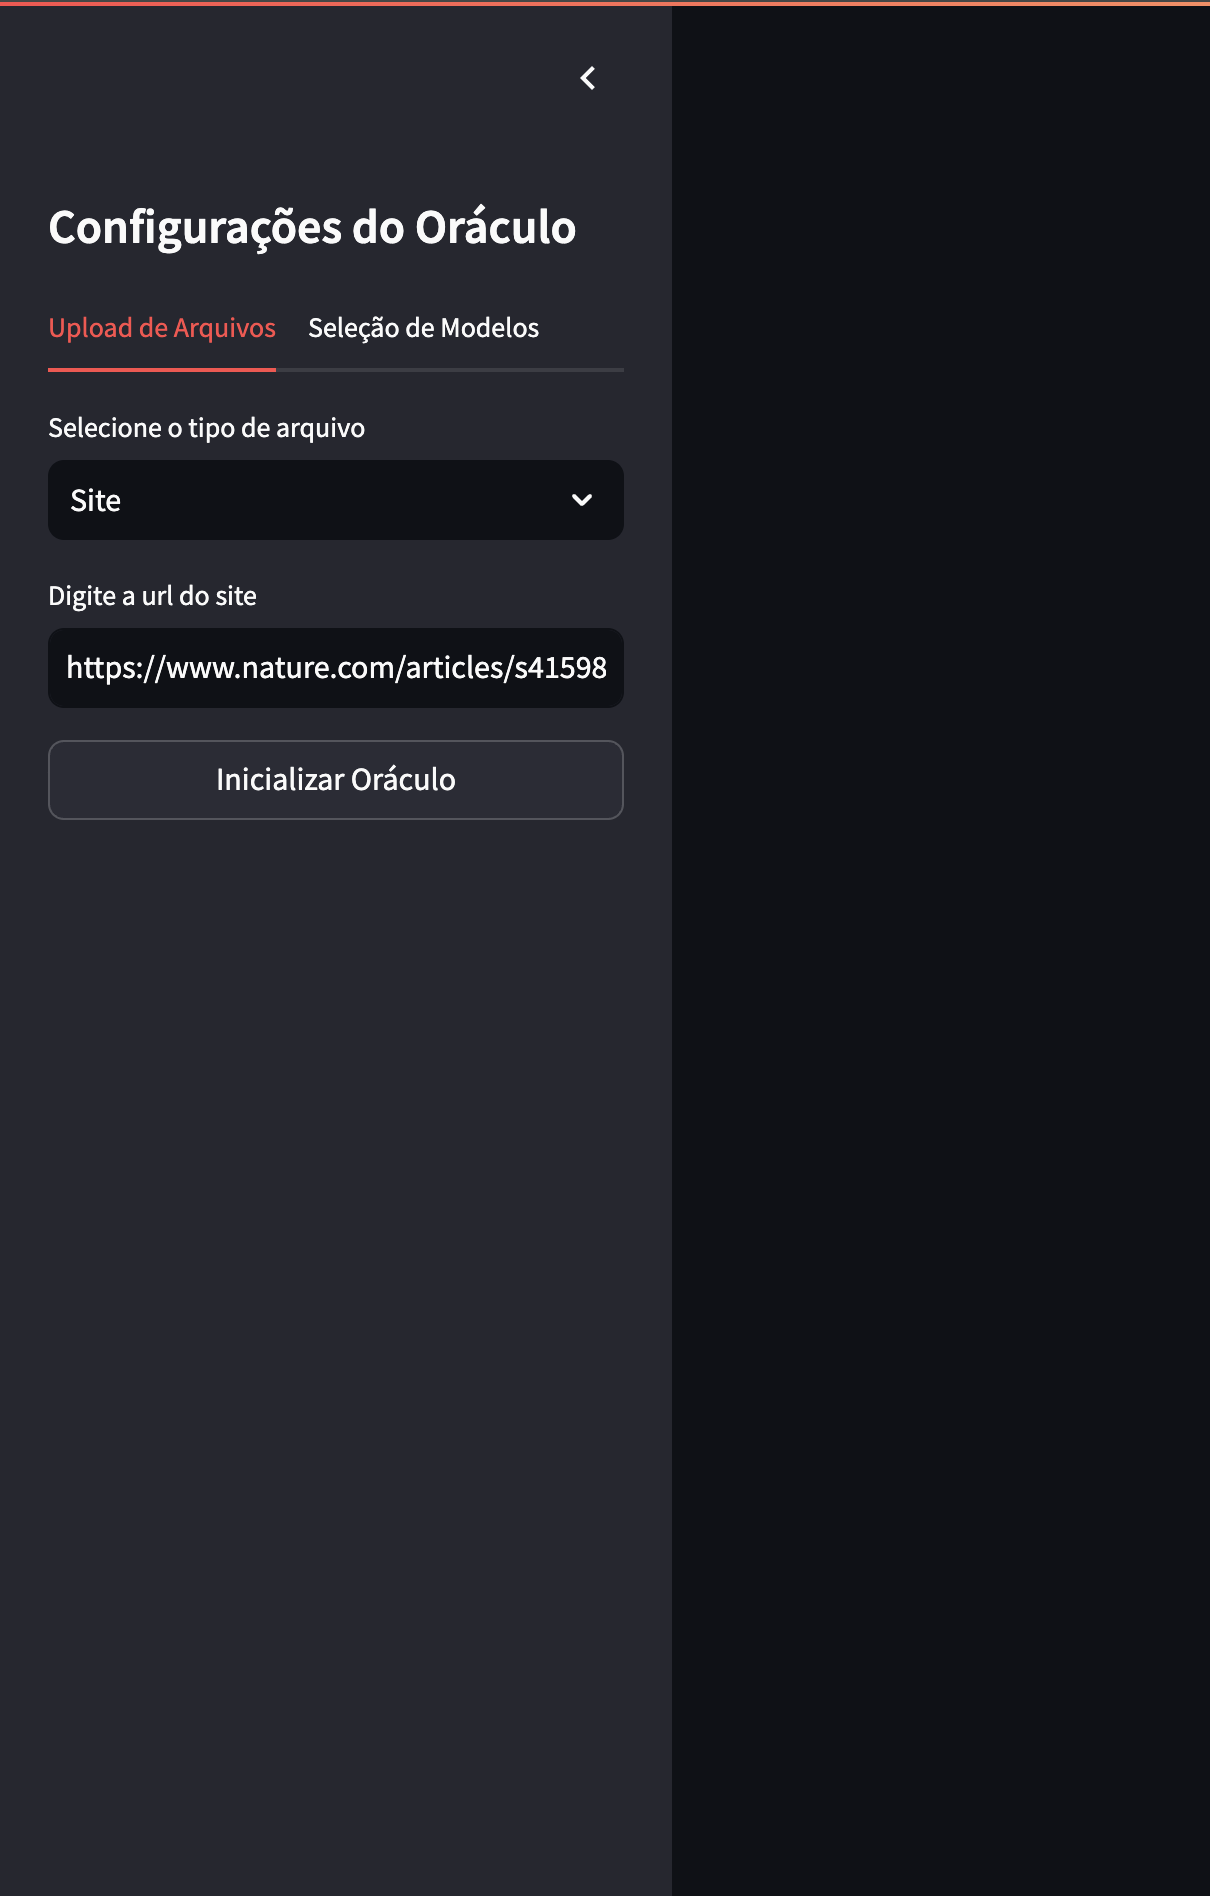 Configurações do Oráculo
Upload de Arquivos Seleção de Modelos
Selecione o tipo de arquivo
Site
Digite a url do site
https://www.nature.com/articles/s41598
Inicializar Oráculo